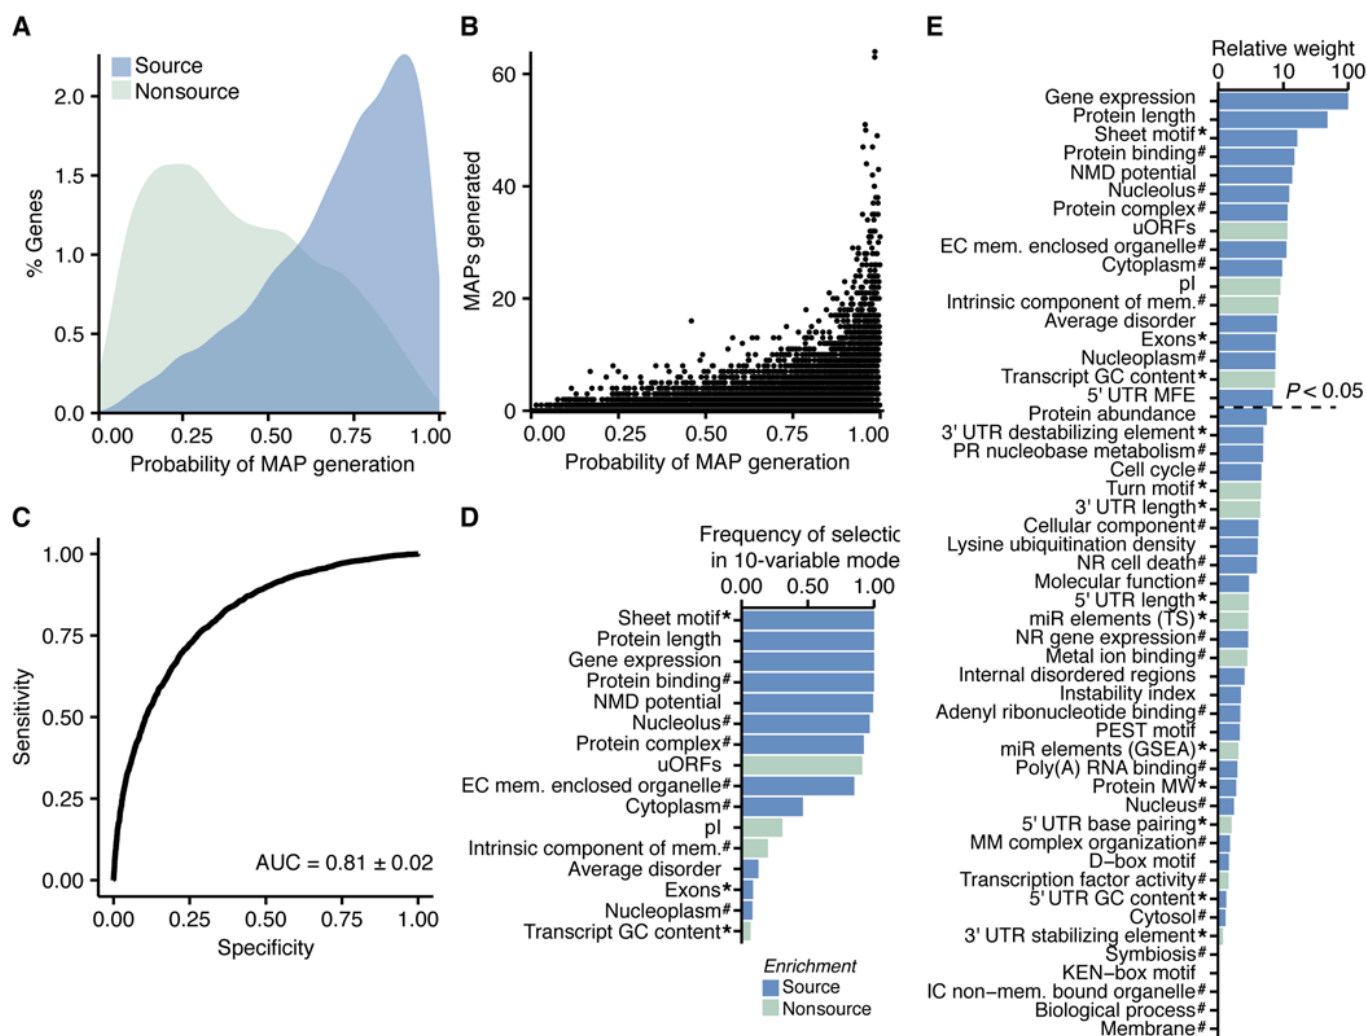 A
Source
Nonsource
% Genes
2.0
1.5
1.0
0.5
0.0
0.00 0.25 0.50 0.75 1.00
Probability of MAP generation
B
MAPs generated
60
40
20
0
0.00 0.25 0.50 0.75 1.00
Probability of MAP generation
C
Sensitivity
1.00
0.75
0.50
0.25
0.00
AUC = 0.81 ± 0.02
0.00 0.25 0.50 0.75 1.00
Specificity
D
Frequency of selectio
in 10-variable mode
0.00 0.50 1.00
Sheet motif*
Protein length
Gene expression
Protein binding#
NMD potential
Nucleolus#
Protein complex#
uORFs
EC mem. enclosed organelle#
Cytoplasm#
pI
Intrinsic component of mem.#
Average disorder
Exons*
Nucleoplasm#
Transcript GC content*
Enrichment
Source
Nonsource
E
Relative weight
0 10 100
Gene expression
Protein length
Sheet motif*
Protein binding#
NMD potential
Nucleolus#
Protein complex#
uORFs
EC mem. enclosed organelle#
Cytoplasm#
pI
Intrinsic component of mem.#
Average disorder
Exons*
Nucleoplasm#
Transcript GC content*
5' UTR MFE
P < 0.05
Protein abundance
3' UTR destabilizing element*
PR nucleobase metabolism#
Cell cycle#
Turn motif*
3' UTR length*
Cellular component#
Lysine ubiquitination density
NR cell death#
Molecular function#
5' UTR length*
miR elements (TS)*
NR gene expression#
Metal ion binding#
Internal disordered regions
Instability index
Adenyl ribonucleotide binding#
PEST motif
miR elements (GSEA)*
Poly(A) RNA binding#
Protein MW*
Nucleus#
5' UTR base pairing*
MM complex organization#
D-box motif
Transcription factor activity#
5' UTR GC content*
Cytosol#
3' UTR stabilizing element*
Symbiosis#
KEN-box motif
IC non-mem. bound organelle#
Biological process#
Membrane#